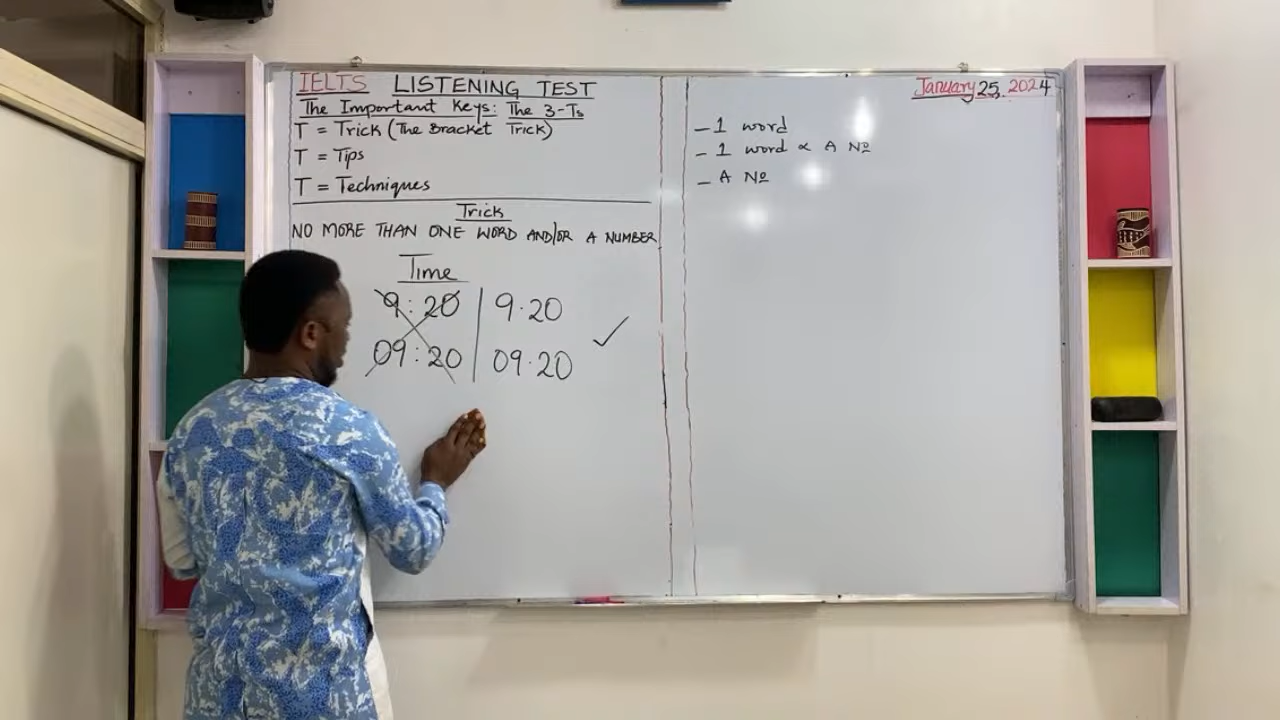 IELTS LISTENING TEST
The Important Keys: The 3-Ts
T = Trick (The Bracket Trick)
T = Tips
T = Techniques
Trick
NO MORE THAN ONE WORD AND/OR A NUMBER
Time
9:20 | 9.20
09:20 | 09.20 ✓
January 25, 2024
- 1 word
- 1 word ∝ A Nº
- A Nº